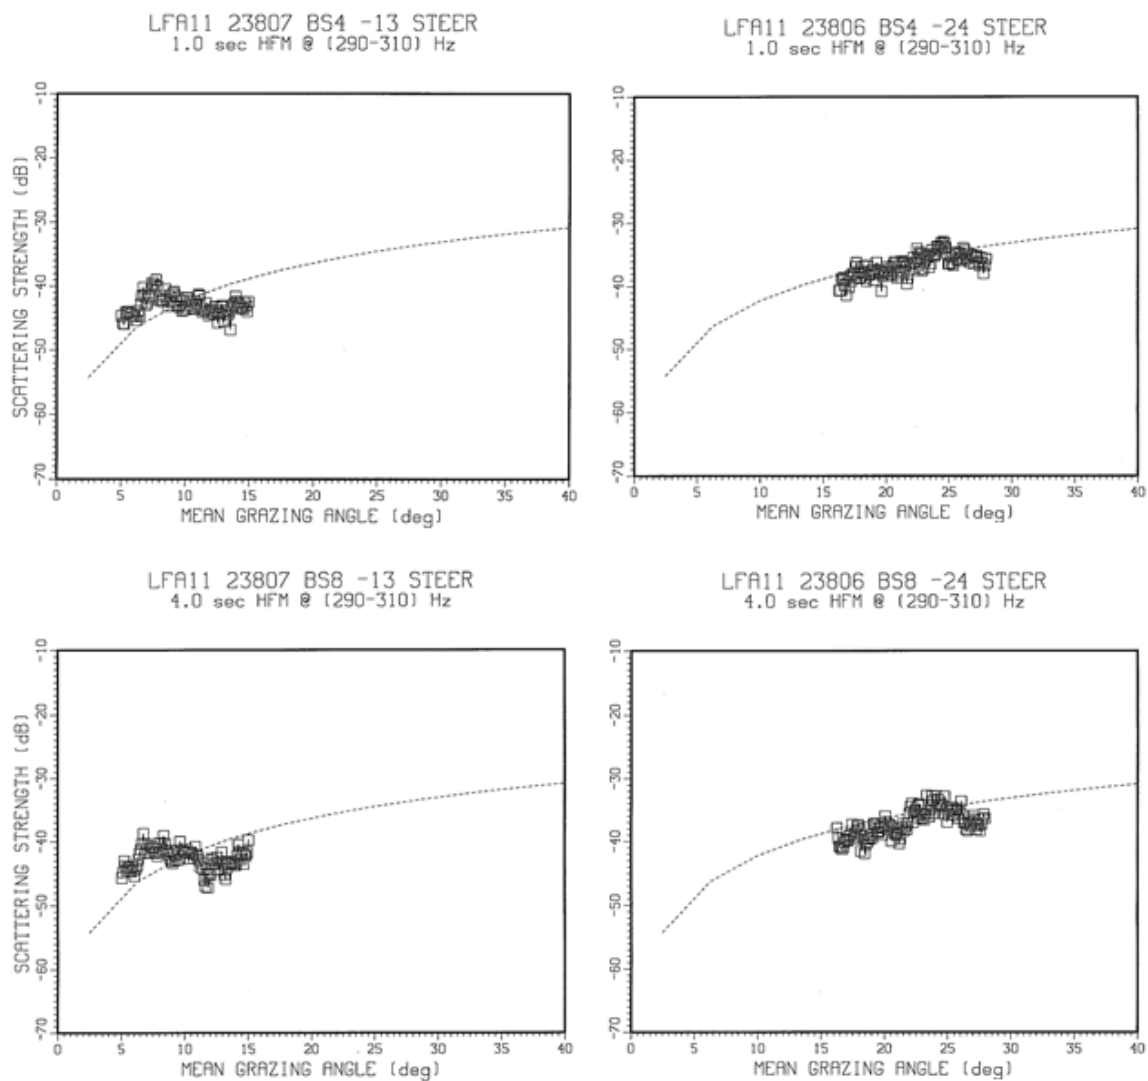 LFA11 23807 BS4 -13 STEER
1.0 sec HFM @ (290-310) Hz
SCATTERING STRENGTH (dB)
-10
-20
-30
-40
-50
-60
-70
0 5 10 15 20 25 30 35 40
MEAN GRAZING ANGLE (deg)
LFA11 23806 BS4 -24 STEER
1.0 sec HFM @ (290-310) Hz
-10
-20
-30
-40
-50
-60
-70
0 5 10 15 20 25 30 35 40
MEAN GRAZING ANGLE (deg)
LFA11 23807 BS8 -13 STEER
4.0 sec HFM @ (290-310) Hz
SCATTERING STRENGTH (dB)
-10
-20
-30
-40
-50
-60
-70
0 5 10 15 20 25 30 35 40
MEAN GRAZING ANGLE (deg)
LFA11 23806 BS8 -24 STEER
4.0 sec HFM @ (290-310) Hz
-10
-20
-30
-40
-50
-60
-70
0 5 10 15 20 25 30 35 40
MEAN GRAZING ANGLE (deg)